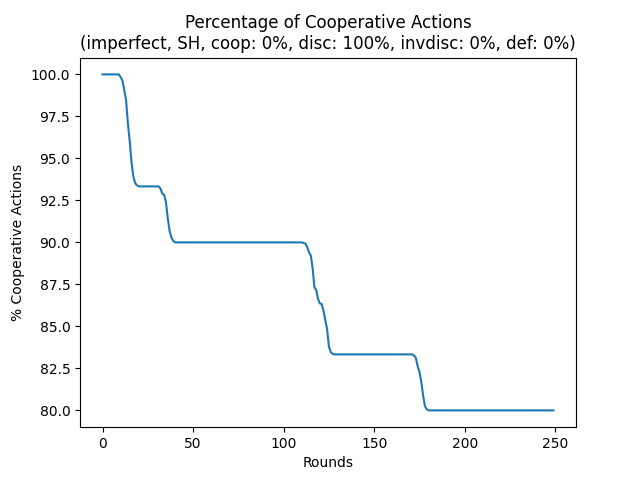 Percentage of Cooperative Actions
(imperfect, SH, coop: 0%, disc: 100%, invdisc: 0%, def: 0%)
100.0
97.5
95.0
92.5
90.0
87.5
85.0
82.5
80.0
% Cooperative Actions
0 50 100 150 200 250
Rounds